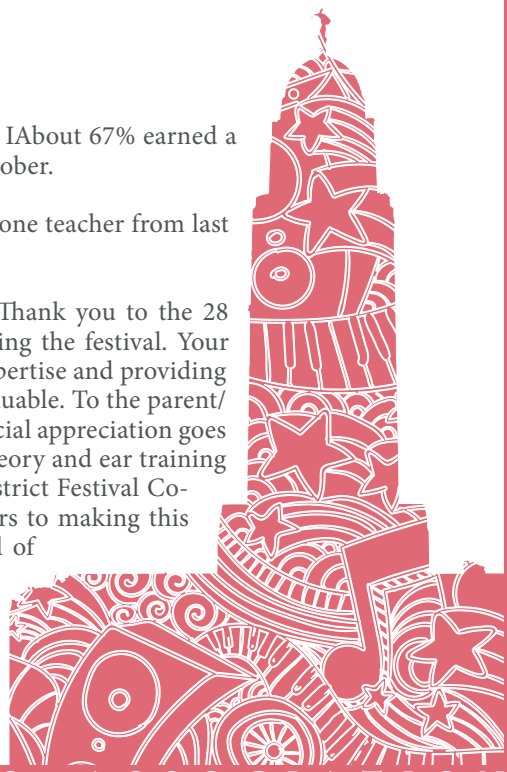 IAbout 67% earned a
ober.
one teacher from last
Thank you to the 28
ing the festival. Your
pertise and providing
luable. To the parent/
cial appreciation goes
eory and ear training
strict Festival Co-
rs to making this
l of